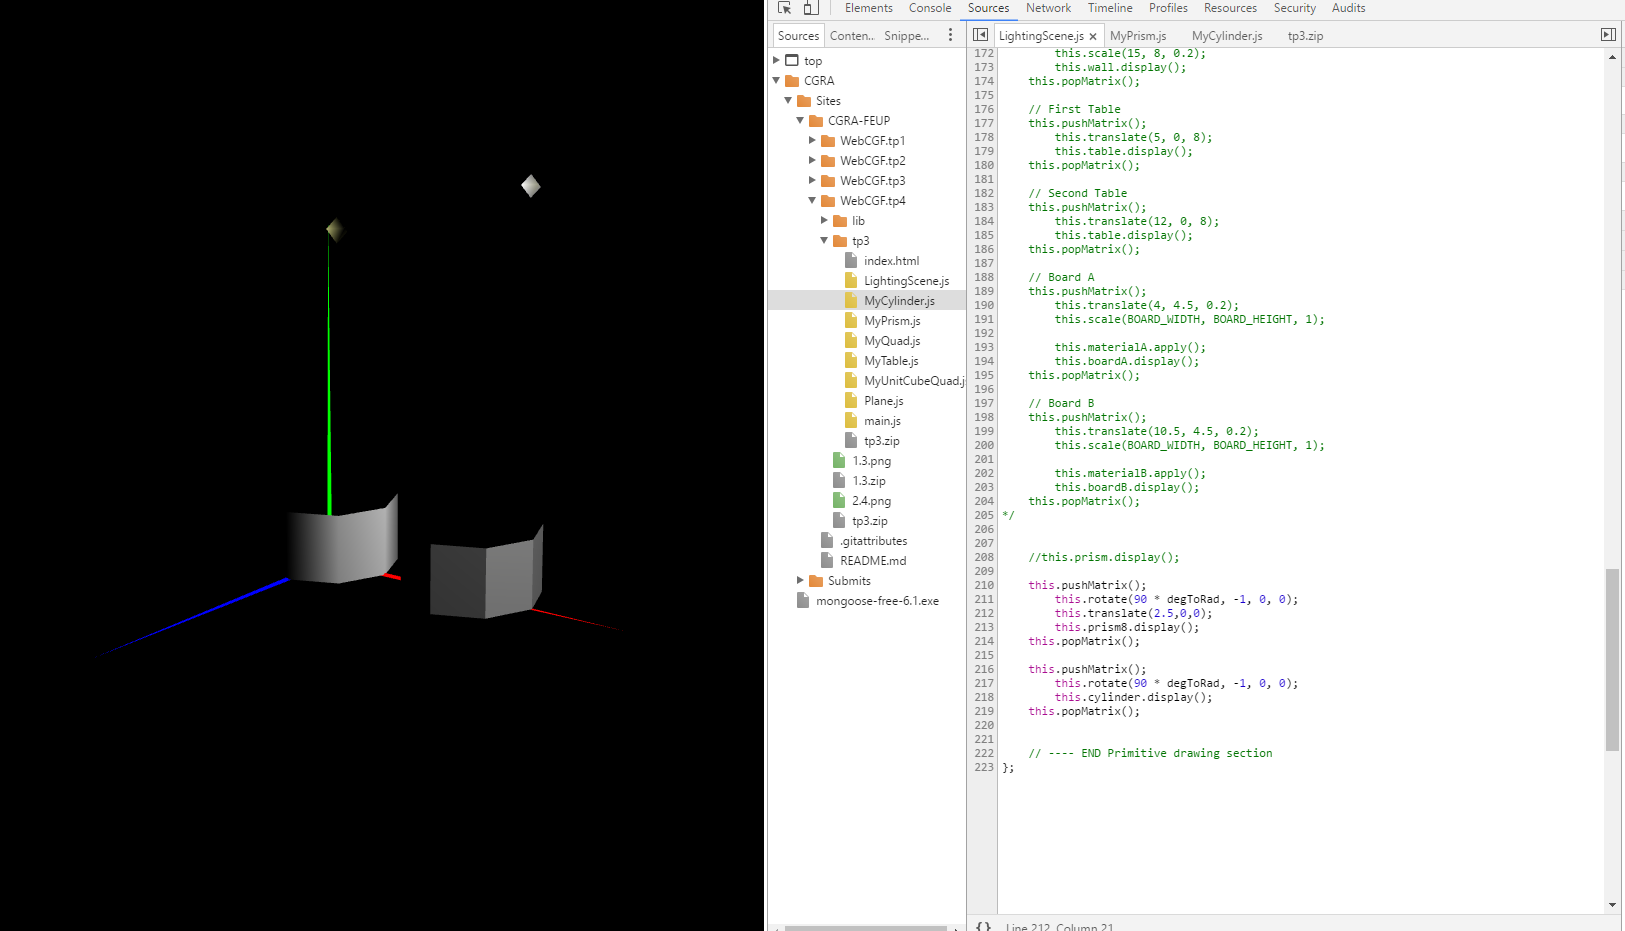 Elements Console Sources Network Timeline Profiles Resources Security Audits
Sources Conten... Snippe...
LightingScene.js × MyPrism.js MyCylinder.js tp3.zip
top
CGRA
Sites
CGRA-FEUP
WebCGF.tp1
WebCGF.tp2
WebCGF.tp3
WebCGF.tp4
lib
tp3
index.html
LightingScene.js
MyCylinder.js
MyPrism.js
MyQuad.js
MyTable.js
MyUnitCubeQuad.j
Plane.js
main.js
tp3.zip
1.3.png
1.3.zip
2.4.png
tp3.zip
.gitattributes
README.md
Submits
mongoose-free-6.1.exe
172 this.scale(15, 8, 0.2);
173 this.wall.display();
174 this.popMatrix();
175
176 // First Table
177 this.pushMatrix();
178 this.translate(5, 0, 8);
179 this.table.display();
180 this.popMatrix();
181
182 // Second Table
183 this.pushMatrix();
184 this.translate(12, 0, 8);
185 this.table.display();
186 this.popMatrix();
187
188 // Board A
189 this.pushMatrix();
190 this.translate(4, 4.5, 0.2);
191 this.scale(BOARD_WIDTH, BOARD_HEIGHT, 1);
192
193 this.materialA.apply();
194 this.boardA.display();
195 this.popMatrix();
196
197 // Board B
198 this.pushMatrix();
199 this.translate(10.5, 4.5, 0.2);
200 this.scale(BOARD_WIDTH, BOARD_HEIGHT, 1);
201
202 this.materialB.apply();
203 this.boardB.display();
204 this.popMatrix();
205 */
206
207
208 //this.prism.display();
209
210 this.pushMatrix();
211 this.rotate(90 * degToRad, -1, 0, 0);
212 this.translate(2.5,0,0);
213 this.prism8.display();
214 this.popMatrix();
215
216 this.pushMatrix();
217 this.rotate(90 * degToRad, -1, 0, 0);
218 this.cylinder.display();
219 this.popMatrix();
220
221
222 // ---- END Primitive drawing section
223 };
{} Line 212, Column 21